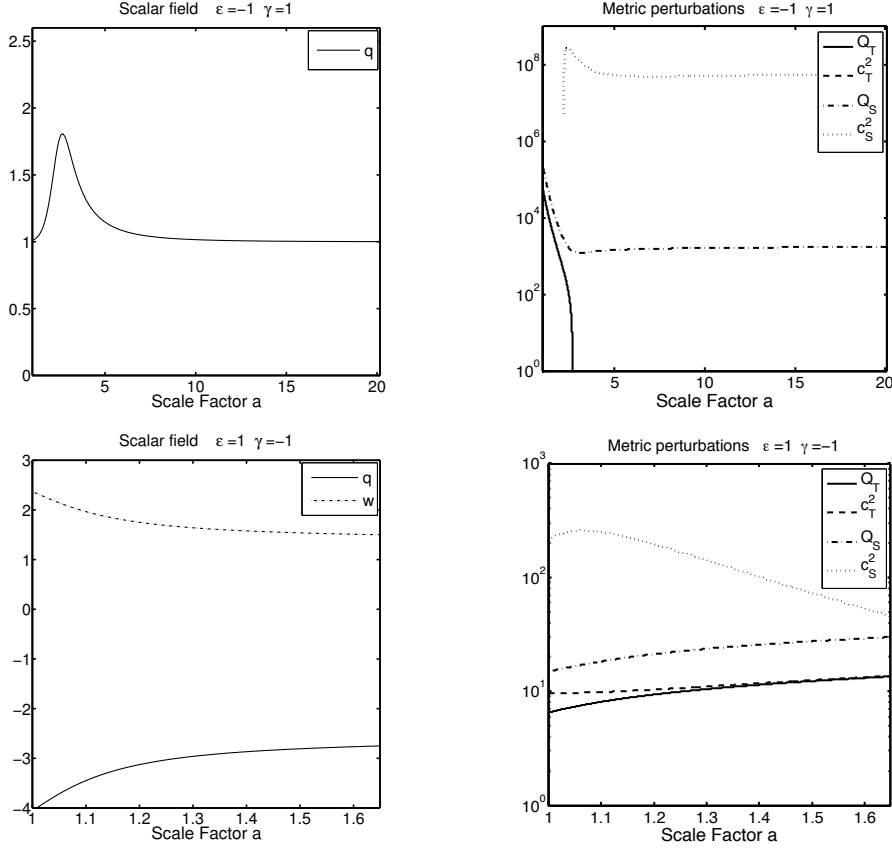 Scalar field ε=−1 γ=1
2.5
2
1.5
1
0.5
0
5
10
15
20
Scale Factor a
q
Metric perturbations ε=−1 γ=1
10^8
10^6
10^4
10^2
10^0
5
10
15
20
Scale Factor a
Q_T
c_T^2
Q_S
c_S^2
Scalar field ε=1 γ=−1
3
2
1
0
−1
−2
−3
−4
1
1.1
1.2
1.3
1.4
1.5
1.6
Scale Factor a
q
w
Metric perturbations ε=1 γ=−1
10^3
10^2
10^1
10^0
1
1.1
1.2
1.3
1.4
1.5
1.6
Scale Factor a
Q_T
c_T^2
Q_S
c_S^2